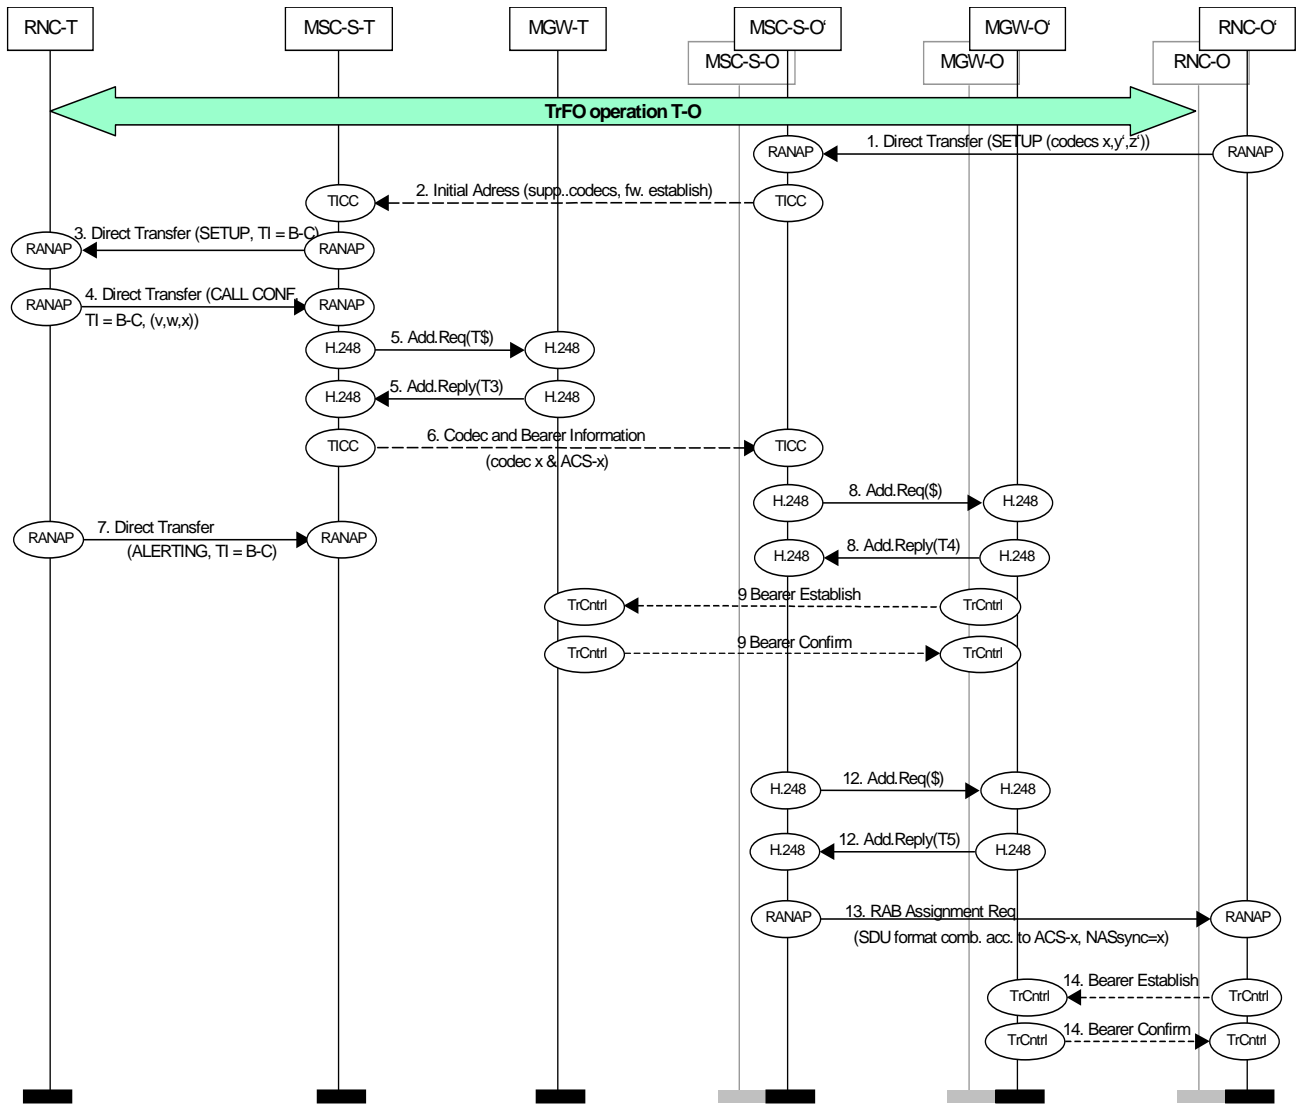 RNC-T
MSC-S-T
MGW-T
MSC-S-O‘
MGW-O‘
RNC-O‘
MSC-S-O
MGW-O
RNC-O
TrFO operation T-O
RANAP
1. Direct Transfer (SETUP (codecs x,y‘,z‘))
RANAP
TICC
2. Initial Adress (supp..codecs, fw. establish)
TICC
3. Direct Transfer (SETUP, TI = B-C)
RANAP
RANAP
RANAP
4. Direct Transfer (CALL CONF,
TI = B-C, (v,w,x))
RANAP
H.248
5. Add.Req(T$)
H.248
H.248
5. Add.Reply(T3)
H.248
TICC
6. Codec and Bearer Information
(codec x & ACS-x)
TICC
H.248
8. Add.Req($)
H.248
RANAP
7. Direct Transfer
(ALERTING, TI = B-C)
RANAP
H.248
8. Add.Reply(T4)
H.248
TrCntrl
9 Bearer Establish
TrCntrl
TrCntrl
9 Bearer Confirm
TrCntrl
H.248
12. Add.Req($)
H.248
H.248
12. Add.Reply(T5)
H.248
RANAP
13. RAB Assignment Req
(SDU format comb. acc. to ACS-x, NASsync=x)
RANAP
TrCntrl
14. Bearer Establish
TrCntrl
TrCntrl
14. Bearer Confirm
TrCntrl